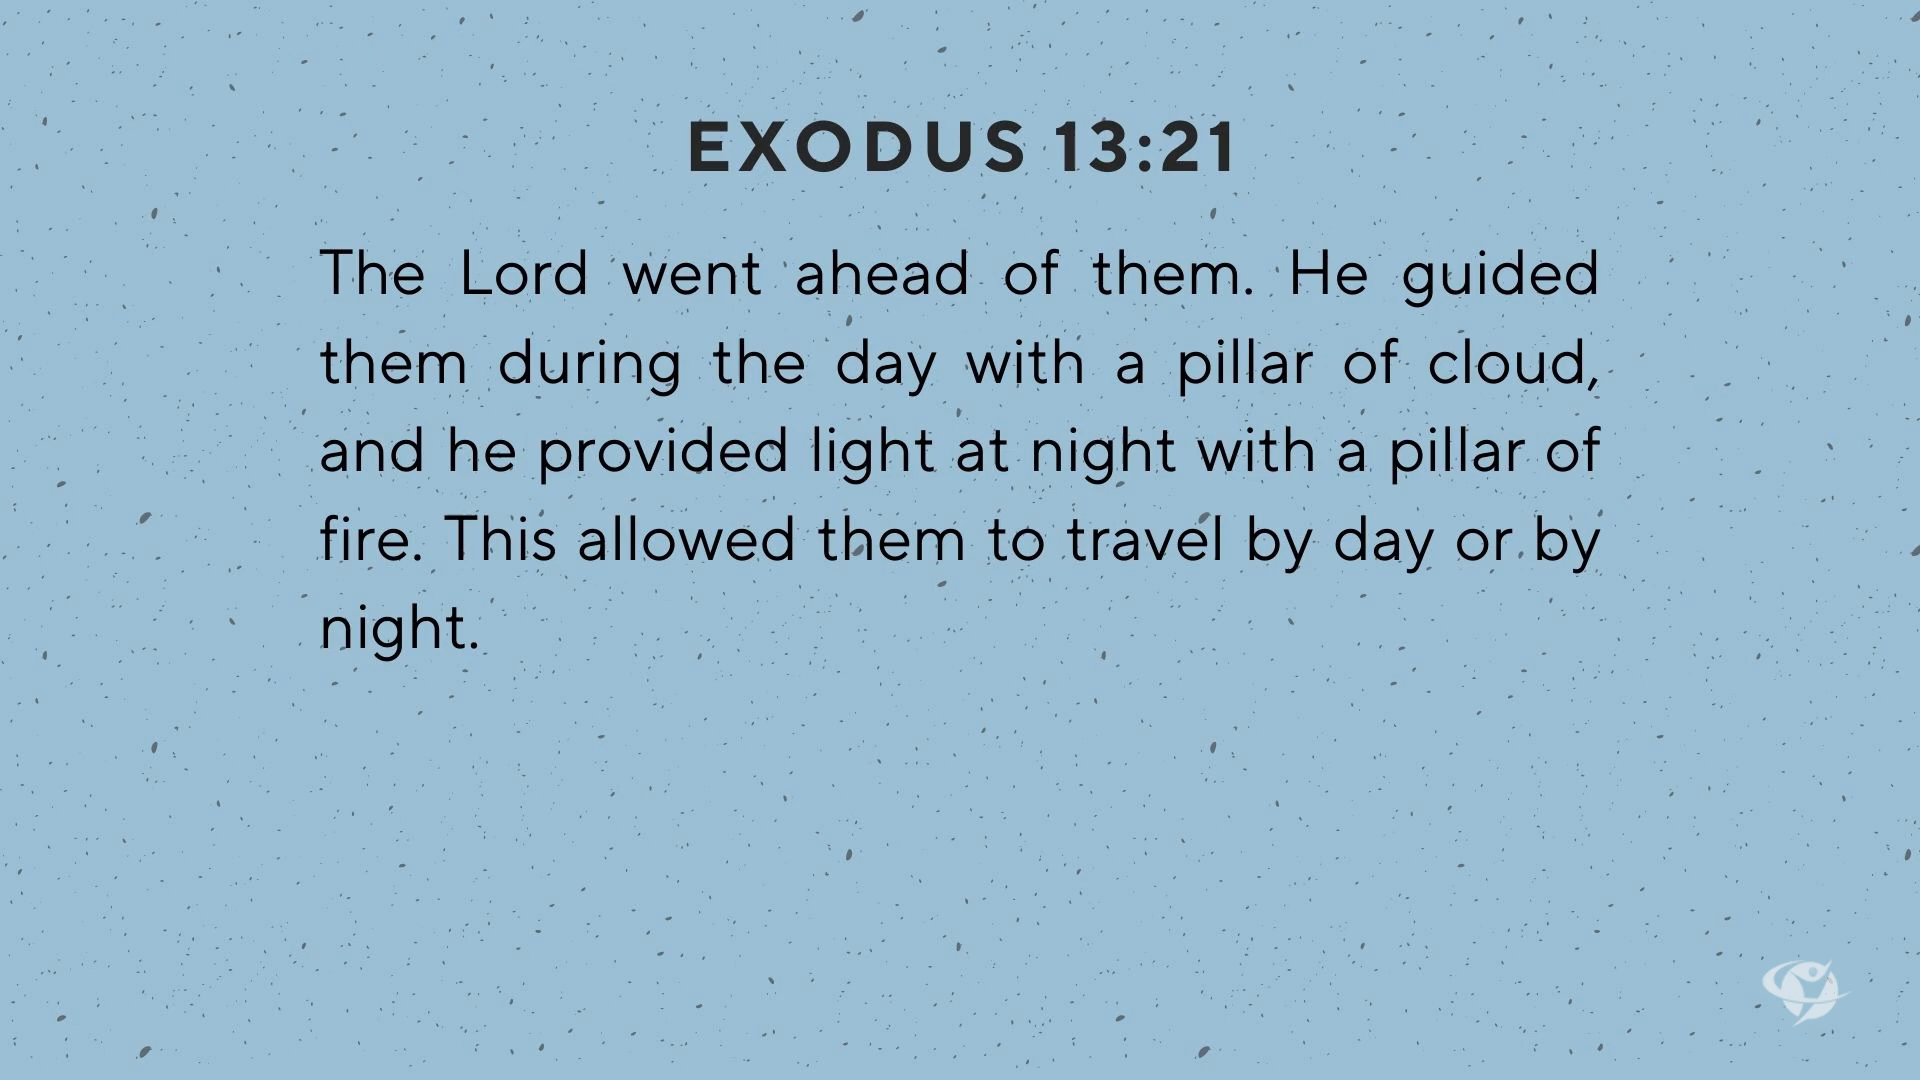 EXODUS 13:21
The Lord went ahead of them. He guided
them during the day with a pillar of cloud,
and he provided light at night with a pillar of
fire. This allowed them to travel by day or by
night.